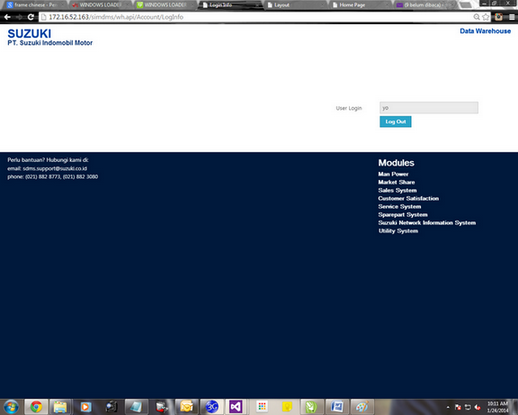 frame chelsea - Pen
WINDOWS LOADE
WINDOWS LOADE
Login Info
Layout
Home Page
(9 belum dibaca)
172.16.52.163/simdms/wh.api/Account/LogInfo
SUZUKI
Data Warehouse
PT. Suzuki Indomobil Motor
User Login
yo
Log Out
Perlu bantuan? Hubungi kami di:
email: sdms.support@suzuki.co.id
phone: (021) 882 8773, (021) 882 3080
Modules
Man Power
Market Share
Sales System
Customer Satisfaction
Service System
Sparepart System
Suzuki Network Information System
Utility System
10:11 AM
1/24/2014